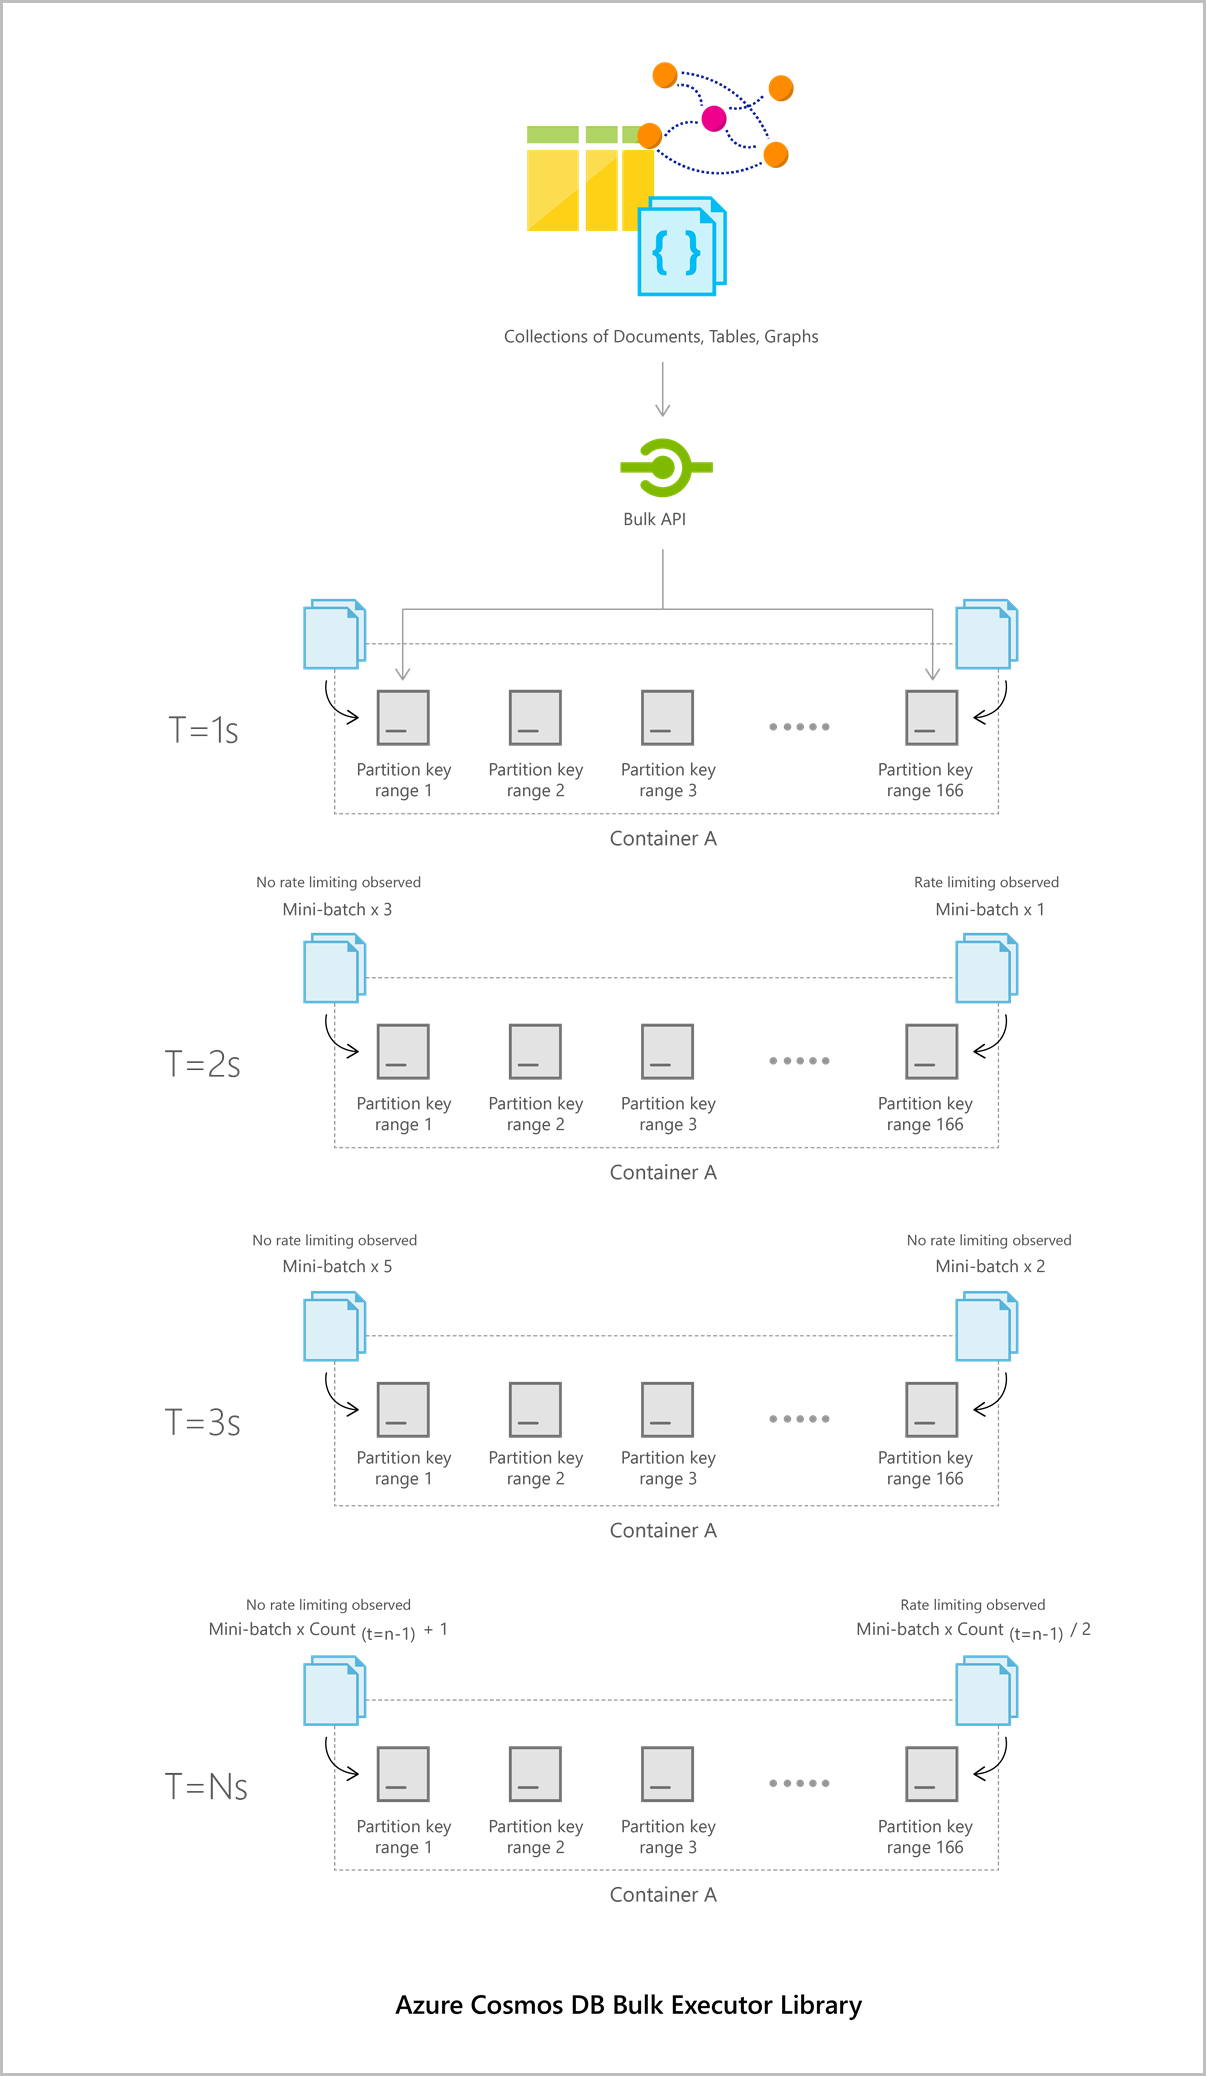 { }
Collections of Documents, Tables, Graphs
Bulk API
T=1s
Partition key range 1
Partition key range 2
Partition key range 3
Partition key range 166
Container A
No rate limiting observed
Mini-batch x 3
Rate limiting observed
Mini-batch x 1
T=2s
Partition key range 1
Partition key range 2
Partition key range 3
Partition key range 166
Container A
No rate limiting observed
Mini-batch x 5
No rate limiting observed
Mini-batch x 2
T=3s
Partition key range 1
Partition key range 2
Partition key range 3
Partition key range 166
Container A
No rate limiting observed
Mini-batch x Count (t=n-1) + 1
Rate limiting observed
Mini-batch x Count (t=n-1) / 2
T=Ns
Partition key range 1
Partition key range 2
Partition key range 3
Partition key range 166
Container A
Azure Cosmos DB Bulk Executor Library